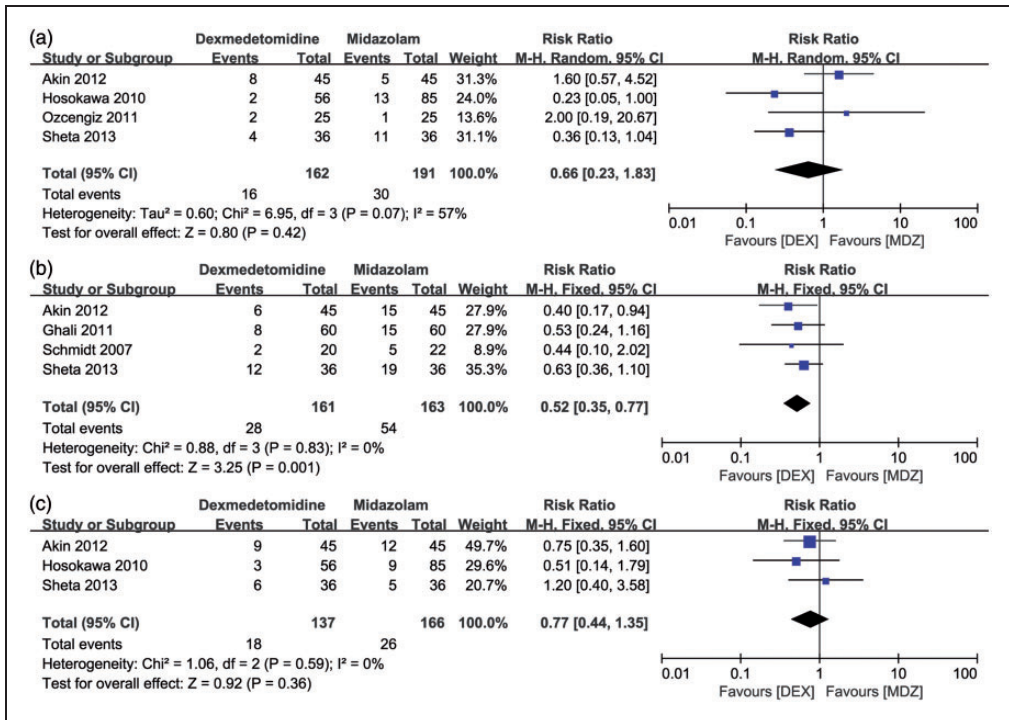 (a)
Dexmedetomidine Midazolam Risk Ratio Risk Ratio
Study or Subgroup Events Total Events Total Weight M-H. Random. 95% CI M-H. Random. 95% CI
Akin 2012 8 45 5 45 31.3% 1.60 [0.57, 4.52]
Hosokawa 2010 2 56 13 85 24.0% 0.23 [0.05, 1.00]
Ozcengiz 2011 2 25 1 25 13.6% 2.00 [0.19, 20.67]
Sheta 2013 4 36 11 36 31.1% 0.36 [0.13, 1.04]
Total (95% CI) 162 191 100.0% 0.66 [0.23, 1.83]
Total events 16 30
Heterogeneity: Tau² = 0.60; Chi² = 6.95, df = 3 (P = 0.07); I² = 57%
Test for overall effect: Z = 0.80 (P = 0.42)
0.01 0.1 1 10 100
Favours [DEX] Favours [MDZ]
(b)
Dexmedetomidine Midazolam Risk Ratio Risk Ratio
Study or Subgroup Events Total Events Total Weight M-H. Fixed. 95% CI M-H. Fixed. 95% CI
Akin 2012 6 45 15 45 27.9% 0.40 [0.17, 0.94]
Ghali 2011 8 60 15 60 27.9% 0.53 [0.24, 1.16]
Schmidt 2007 2 20 5 22 8.9% 0.44 [0.10, 2.02]
Sheta 2013 12 36 19 36 35.3% 0.63 [0.36, 1.10]
Total (95% CI) 161 163 100.0% 0.52 [0.35, 0.77]
Total events 28 54
Heterogeneity: Chi² = 0.88, df = 3 (P = 0.83); I² = 0%
Test for overall effect: Z = 3.25 (P = 0.001)
0.01 0.1 1 10 100
Favours [DEX] Favours [MDZ]
(c)
Dexmedetomidine Midazolam Risk Ratio Risk Ratio
Study or Subgroup Events Total Events Total Weight M-H. Fixed. 95% CI M-H. Fixed. 95% CI
Akin 2012 9 45 12 45 49.7% 0.75 [0.35, 1.60]
Hosokawa 2010 3 56 9 85 29.6% 0.51 [0.14, 1.79]
Sheta 2013 6 36 5 36 20.7% 1.20 [0.40, 3.58]
Total (95% CI) 137 166 100.0% 0.77 [0.44, 1.35]
Total events 18 26
Heterogeneity: Chi² = 1.06, df = 2 (P = 0.59); I² = 0%
Test for overall effect: Z = 0.92 (P = 0.36)
0.01 0.1 1 10 100
Favours [DEX] Favours [MDZ]